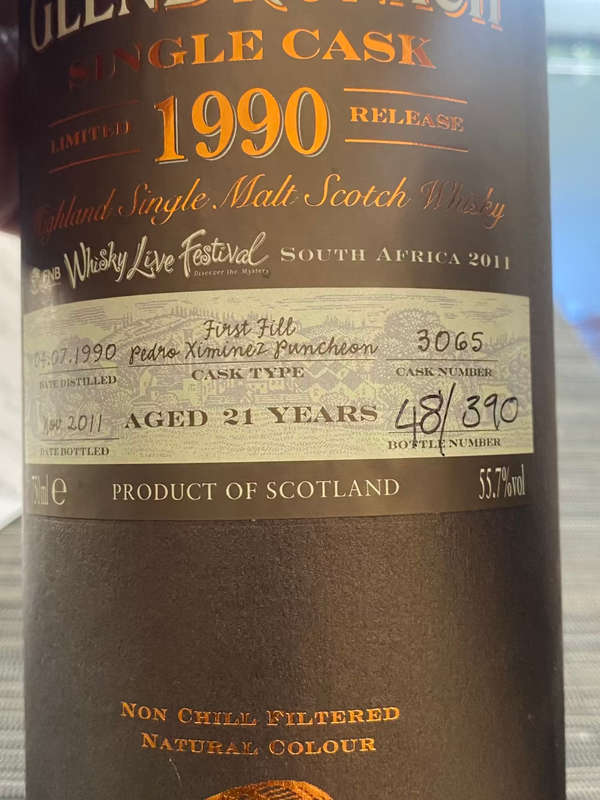 GLENDRONACH
SINGLE CASK
LIMITED 1990 RELEASE
Highland Single Malt Scotch Whisky
FNB Whisky Live Festival SOUTH AFRICA 2011
Discover the Mystery
04.07.1990 First Fill Pedro Ximinez Puncheon 3065
DATE DISTILLED CASK TYPE CASK NUMBER
Nov 2011 AGED 21 YEARS 48/390
DATE BOTTLED BOTTLE NUMBER
PRODUCT OF SCOTLAND 55.7%vol
NON CHILL FILTERED
NATURAL COLOUR